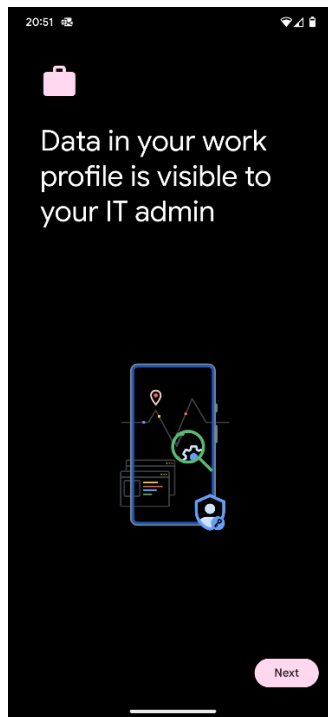 20:51
Data in your work
profile is visible to
your IT admin
Next